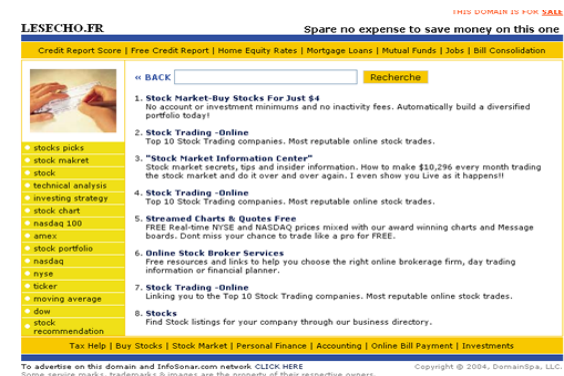 THIS DOMAIN IS FOR SALE
LESECHO.FR
Spare no expense to save money on this one
Credit Report Score | Free Credit Report | Home Equity Rates | Mortgage Loans | Mutual Funds | Jobs | Bill Consolidation
« BACK
Recherche
stocks picks
stock makret
stock
technical analysis
investing strategy
stock chart
nasdaq 100
amex
stock portfolio
nasdaq
nyse
ticker
moving average
dow
stock
recommendation
1. Stock Market-Buy Stocks For Just $4
No account or investment minimums and no inactivity fees. Automatically build a diversified
portfolio today!
2. Stock Trading -Online
Top 10 Stock Trading companies. Most reputable online stock trades.
3. "Stock Market Information Center"
Stock market secrets, tips and insider information. How to make $10,296 every month trading
the stock market and do it over and over again. I even show you Live as it happens!!
4. Stock Trading -Online
Top 10 Stock Trading companies. Most reputable online stock trades.
5. Streamed Charts & Quotes Free
FREE Real-time NYSE and NASDAQ prices mixed with our award winning charts and Message
boards. Dont miss your chance to trade like a pro for FREE.
6. Online Stock Broker Services
Free resources and links to help you choose the right online brokerage firm, day trading
information or financial planner.
7. Stock Trading -Online
Linking you to the Top 10 Stock Trading companies. Most reputable online stock trades.
8. Stocks
Find Stock listings for your company through our business directory.
Tax Help | Buy Stocks | Stock Market | Personal Finance | Accounting | Online Bill Payment | Investments
To advertise on this domain and InfoSonar.com network CLICK HERE
Copyright @ 2004, DomainSpa, LLC.
Some service marks, trademarks & images are the property of their respective owners.